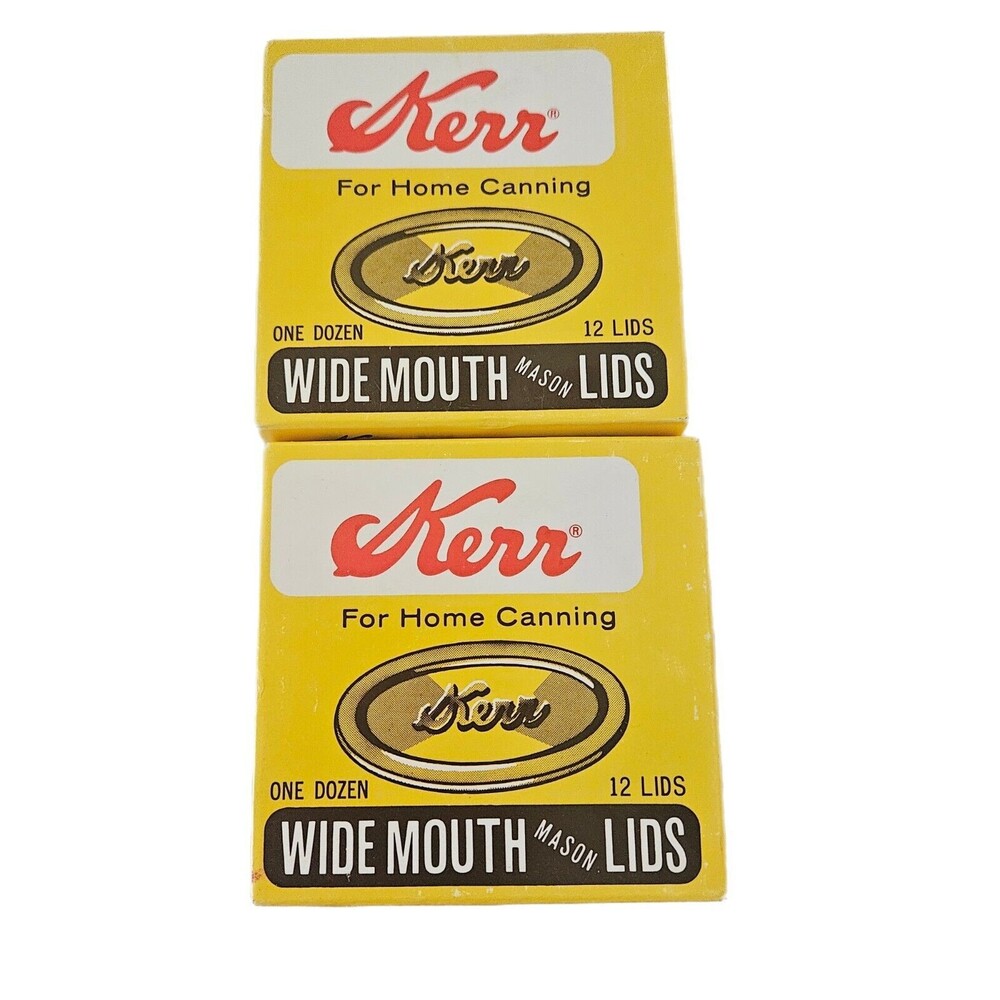 Kerr®
For Home Canning
Kerr
ONE DOZEN 12 LIDS
WIDE MOUTH MASON LIDS
Kerr®
For Home Canning
Kerr
ONE DOZEN 12 LIDS
WIDE MOUTH MASON LIDS